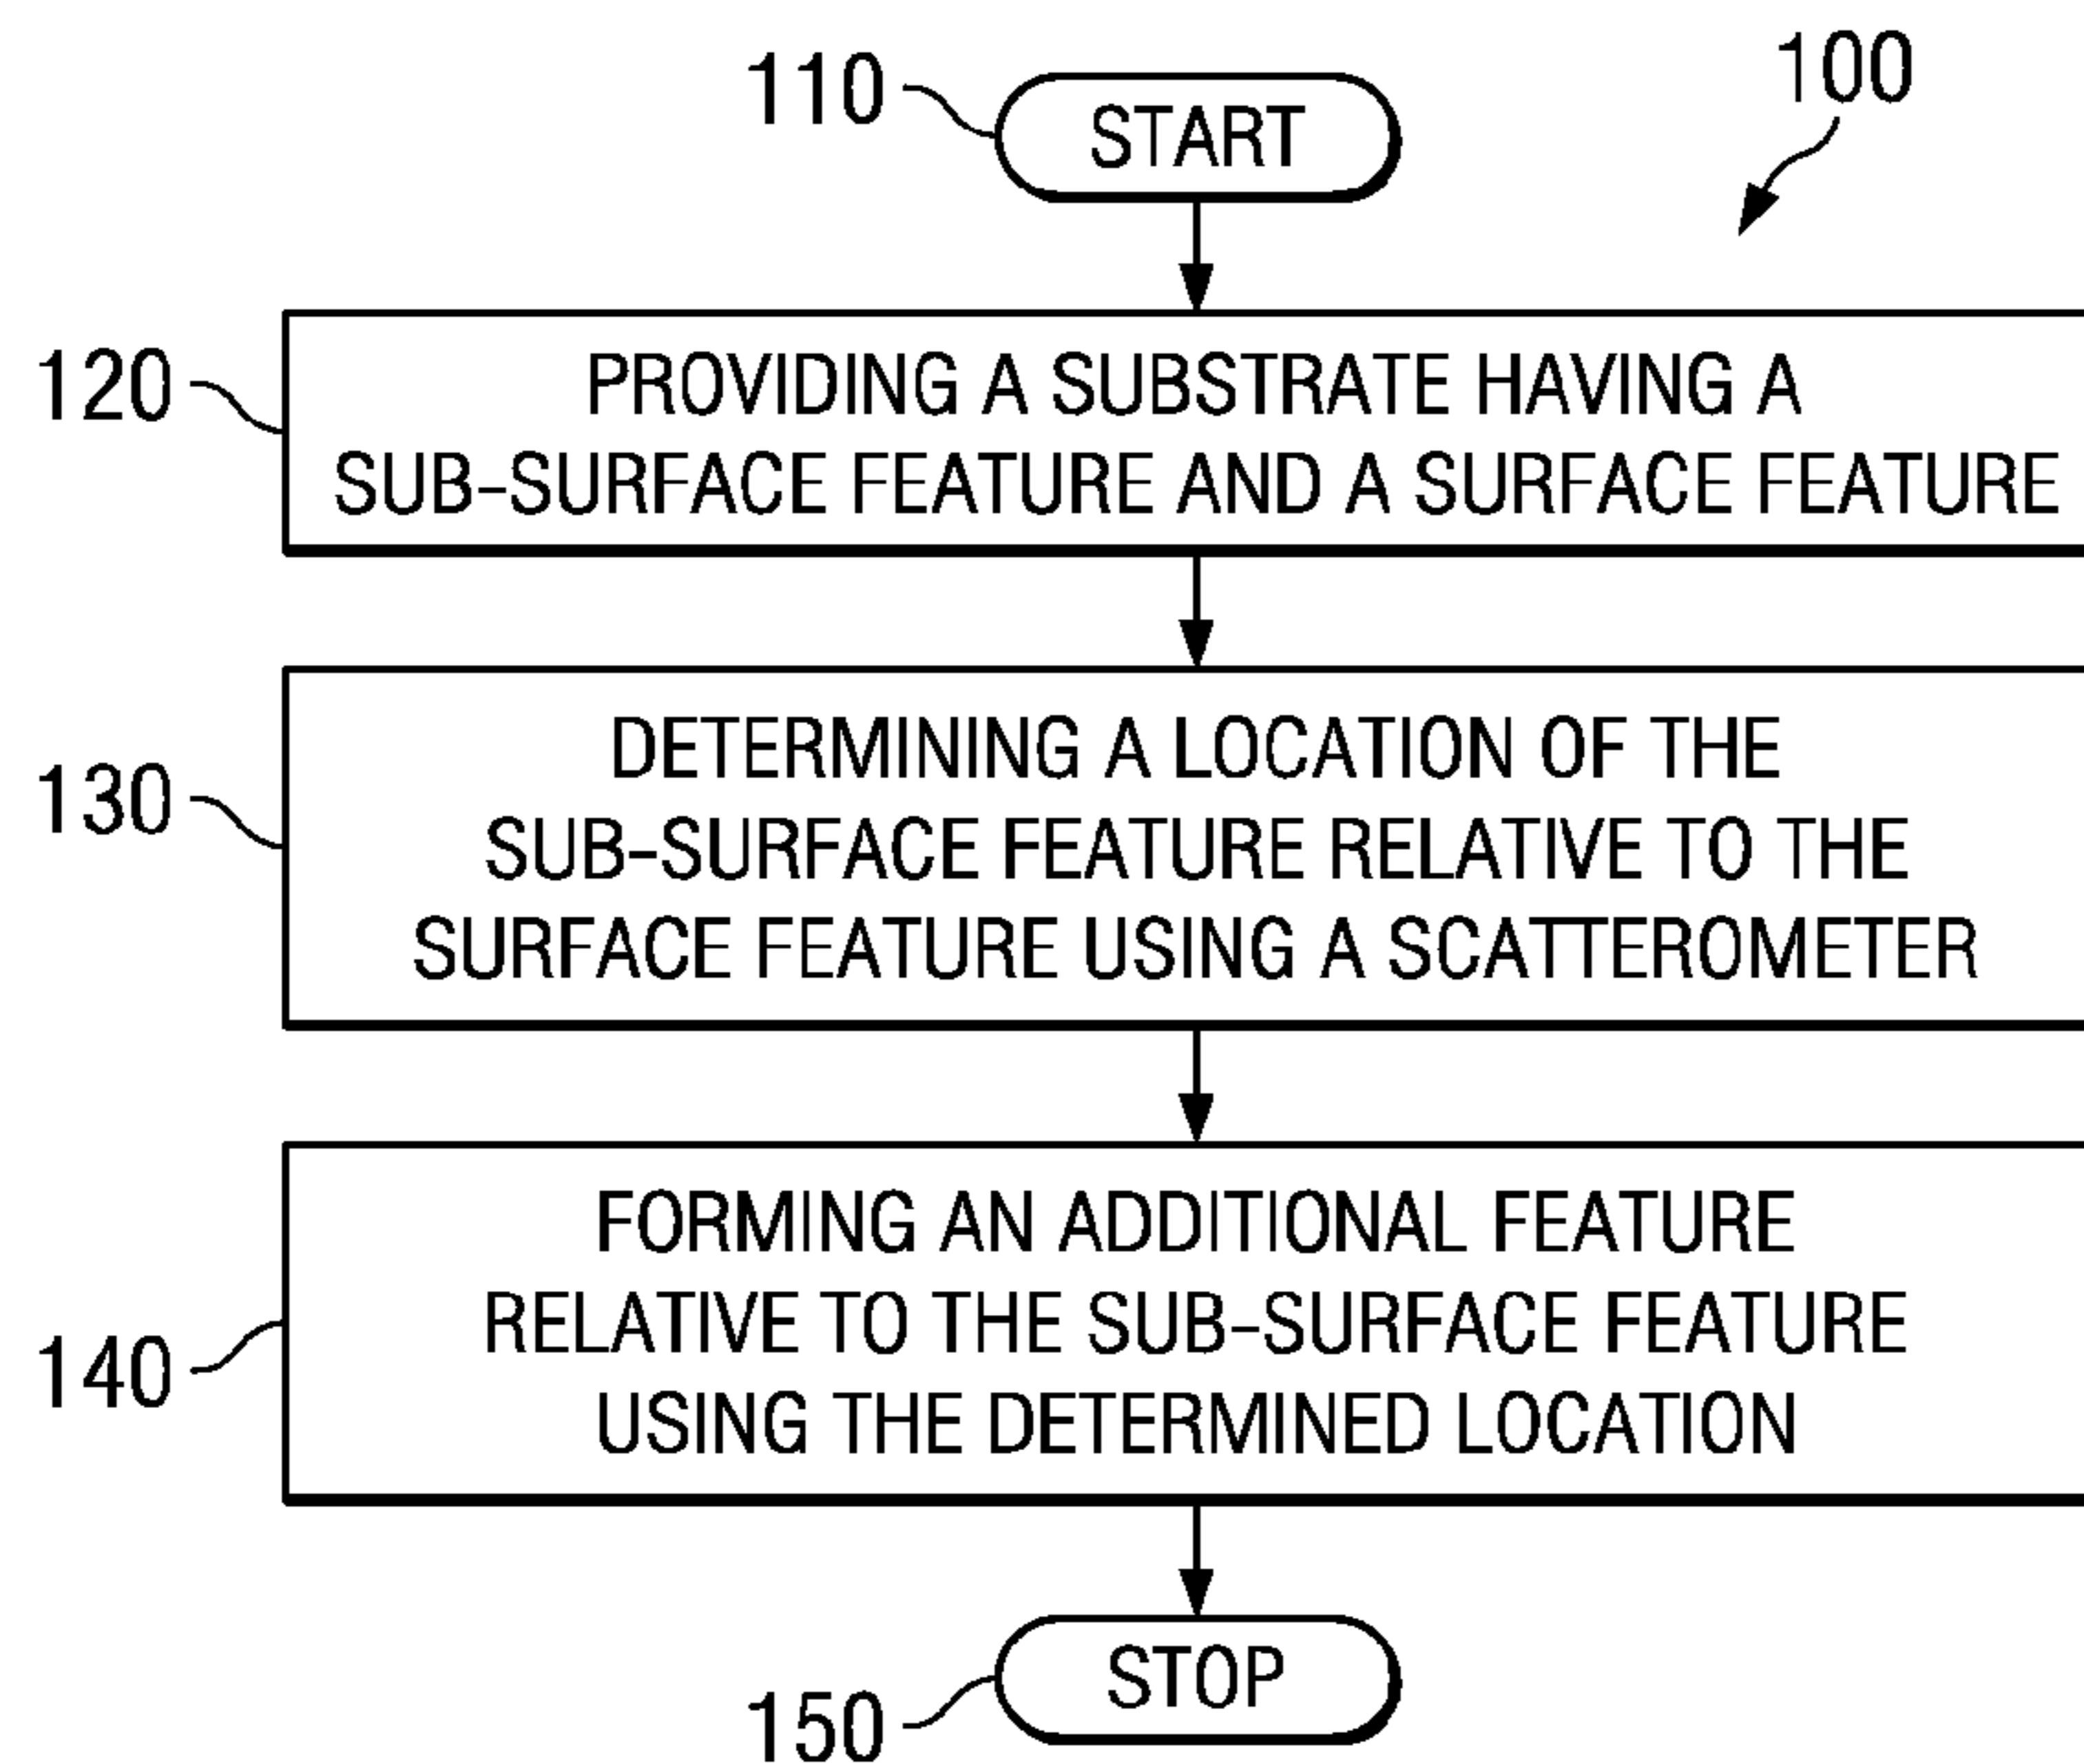 100
110
START
120
PROVIDING A SUBSTRATE HAVING A
SUB-SURFACE FEATURE AND A SURFACE FEATURE
130
DETERMINING A LOCATION OF THE
SUB-SURFACE FEATURE RELATIVE TO THE
SURFACE FEATURE USING A SCATTEROMETER
140
FORMING AN ADDITIONAL FEATURE
RELATIVE TO THE SUB-SURFACE FEATURE
USING THE DETERMINED LOCATION
150
STOP